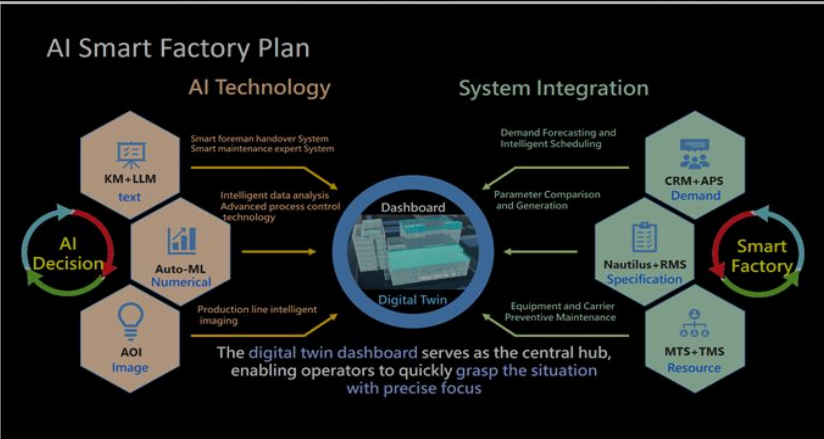 AI Smart Factory Plan
AI Technology
System Integration
Smart foreman handover System
Smart maintenance expert System
Demand Forecasting and
Intelligent Scheduling
KM+LLM
text
CRM+APS
Demand
Intelligent data analysis
Advanced process control
technology
Dashboard
Parameter Comparison
and Generation
AI
Decision
Auto-ML
Numerical
Nautilus+RMS
Specification
Smart
Factory
Digital Twin
Production line intelligent
imaging
Equipment and Carrier
Preventive Maintenance
AOI
Image
MTS+TMS
Resource
The digital twin dashboard serves as the central hub,
enabling operators to quickly grasp the situation
with precise focus